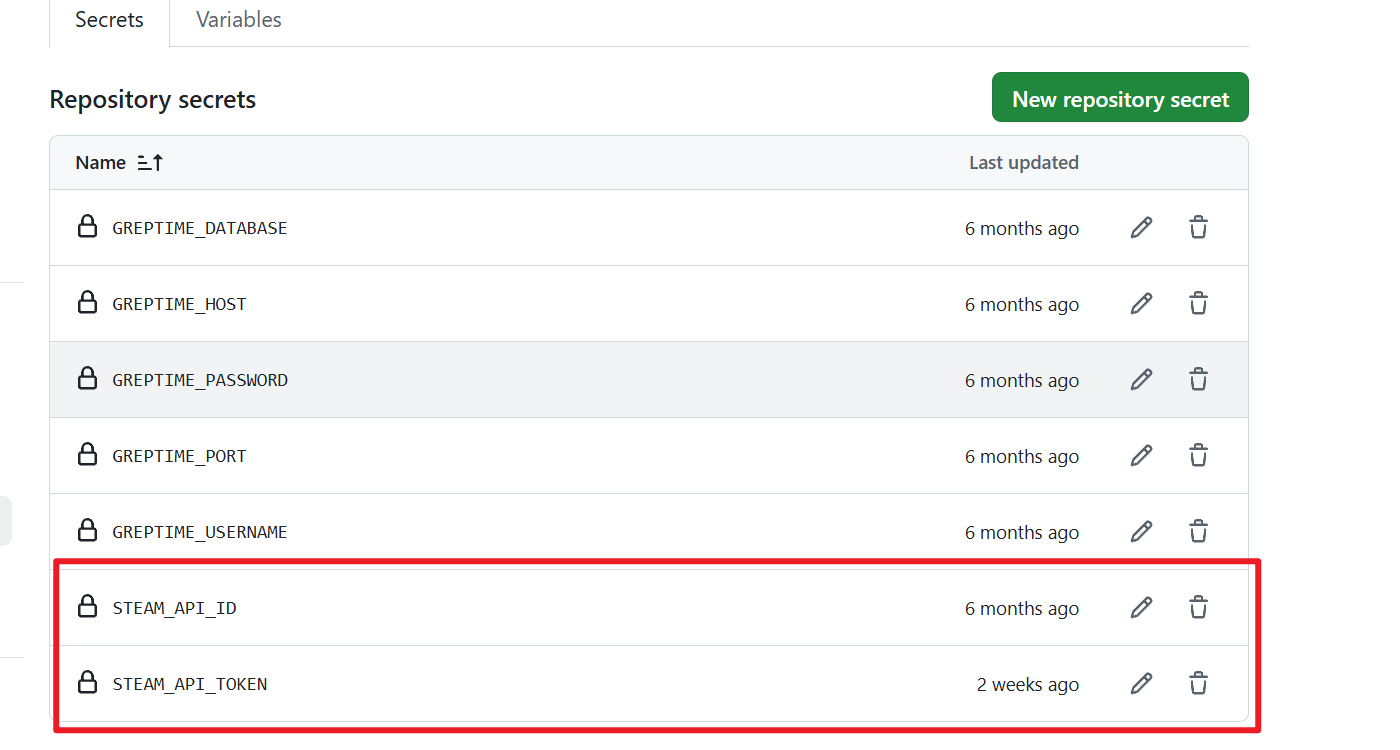 Secrets Variables
Repository secrets New repository secret
Name Last updated
GREPTIME_DATABASE 6 months ago
GREPTIME_HOST 6 months ago
GREPTIME_PASSWORD 6 months ago
GREPTIME_PORT 6 months ago
GREPTIME_USERNAME 6 months ago
STEAM_API_ID 6 months ago
STEAM_API_TOKEN 2 weeks ago